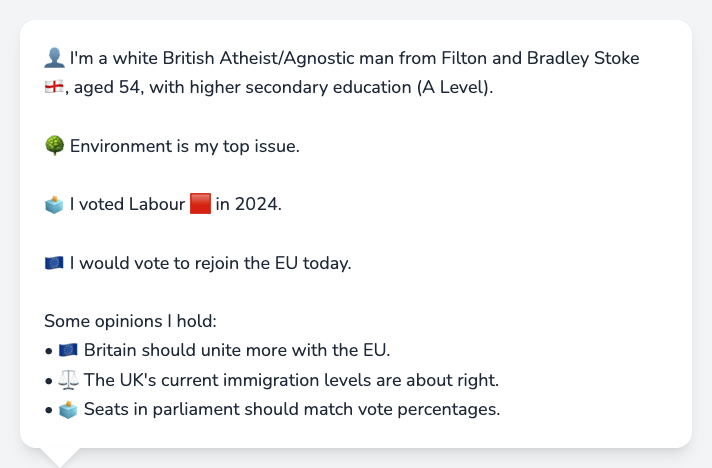 👤 I'm a white British Atheist/Agnostic man from Filton and Bradley Stoke
🏴󠁧󠁢󠁥󠁮󠁧󠁿, aged 54, with higher secondary education (A Level).
🌳 Environment is my top issue.
🗳️ I voted Labour 🟥 in 2024.
🇪🇺 I would vote to rejoin the EU today.
Some opinions I hold:
• 🇪🇺 Britain should unite more with the EU.
• ⚖️ The UK's current immigration levels are about right.
• 🗳️ Seats in parliament should match vote percentages.